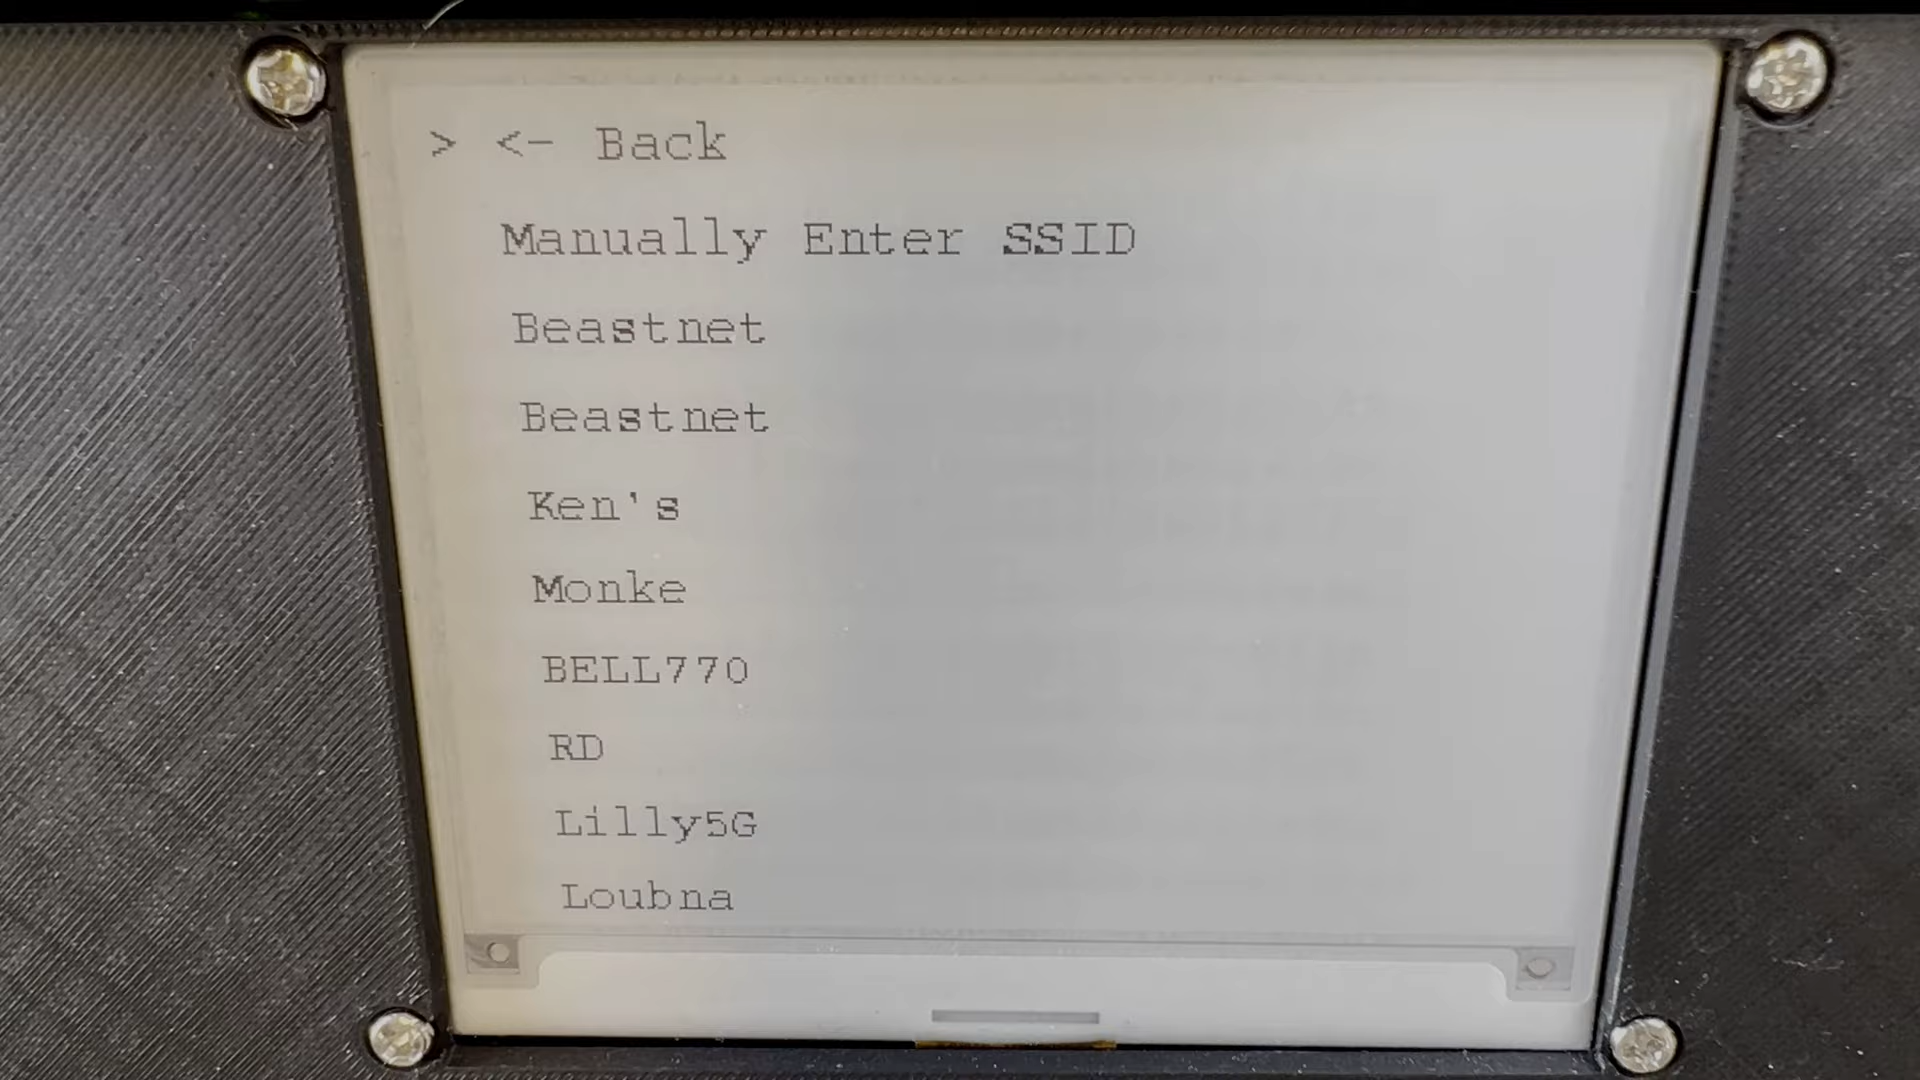 > <- Back
Manually Enter SSID
Beastnet
Beastnet
Ken's
Monke
BELL770
RD
Lilly5G
Loubna